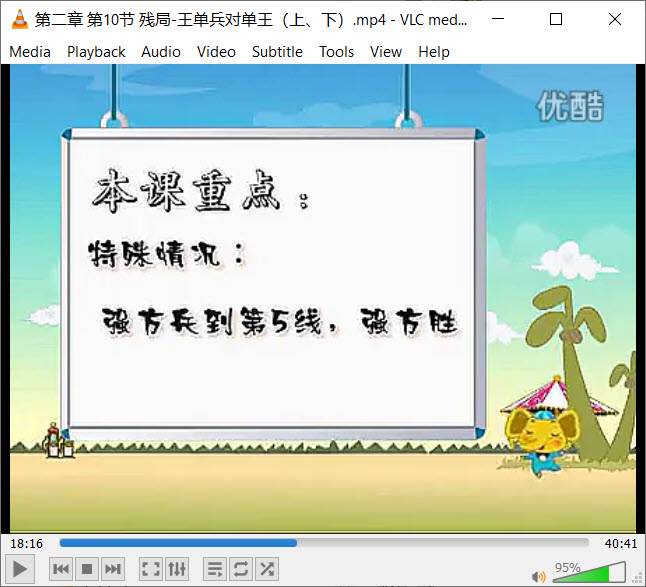 第二章 第10节 残局-王单兵对单王（上、下）.mp4 - VLC med...
Media Playback Audio Video Subtitle Tools View Help
优酷
本课重点：
特殊情况：
强方兵到第5线，强方胜
18:16
40:41
95%